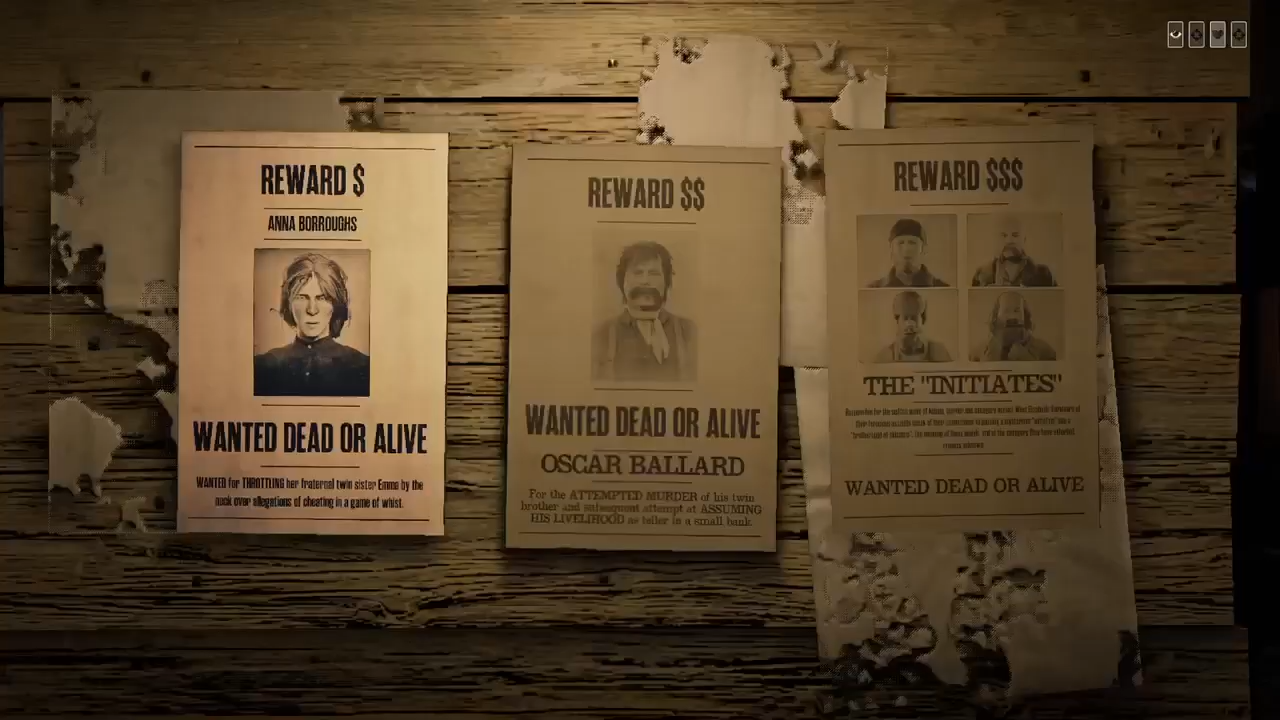 REWARD $
ANNA BORROUGHS
WANTED DEAD OR ALIVE
WANTED for THROTTLING her fraternal twin sister Emma by the
neck over allegations of cheating in a game of whist.
REWARD $$
WANTED DEAD OR ALIVE
OSCAR BALLARD
For the ATTEMPTED MURDER of his twin
brother and subsequent attempt at ASSUMING
HIS LIVELIHOOD as teller in a small bank.
REWARD $$$
THE "INITIATES"
WANTED DEAD OR ALIVE